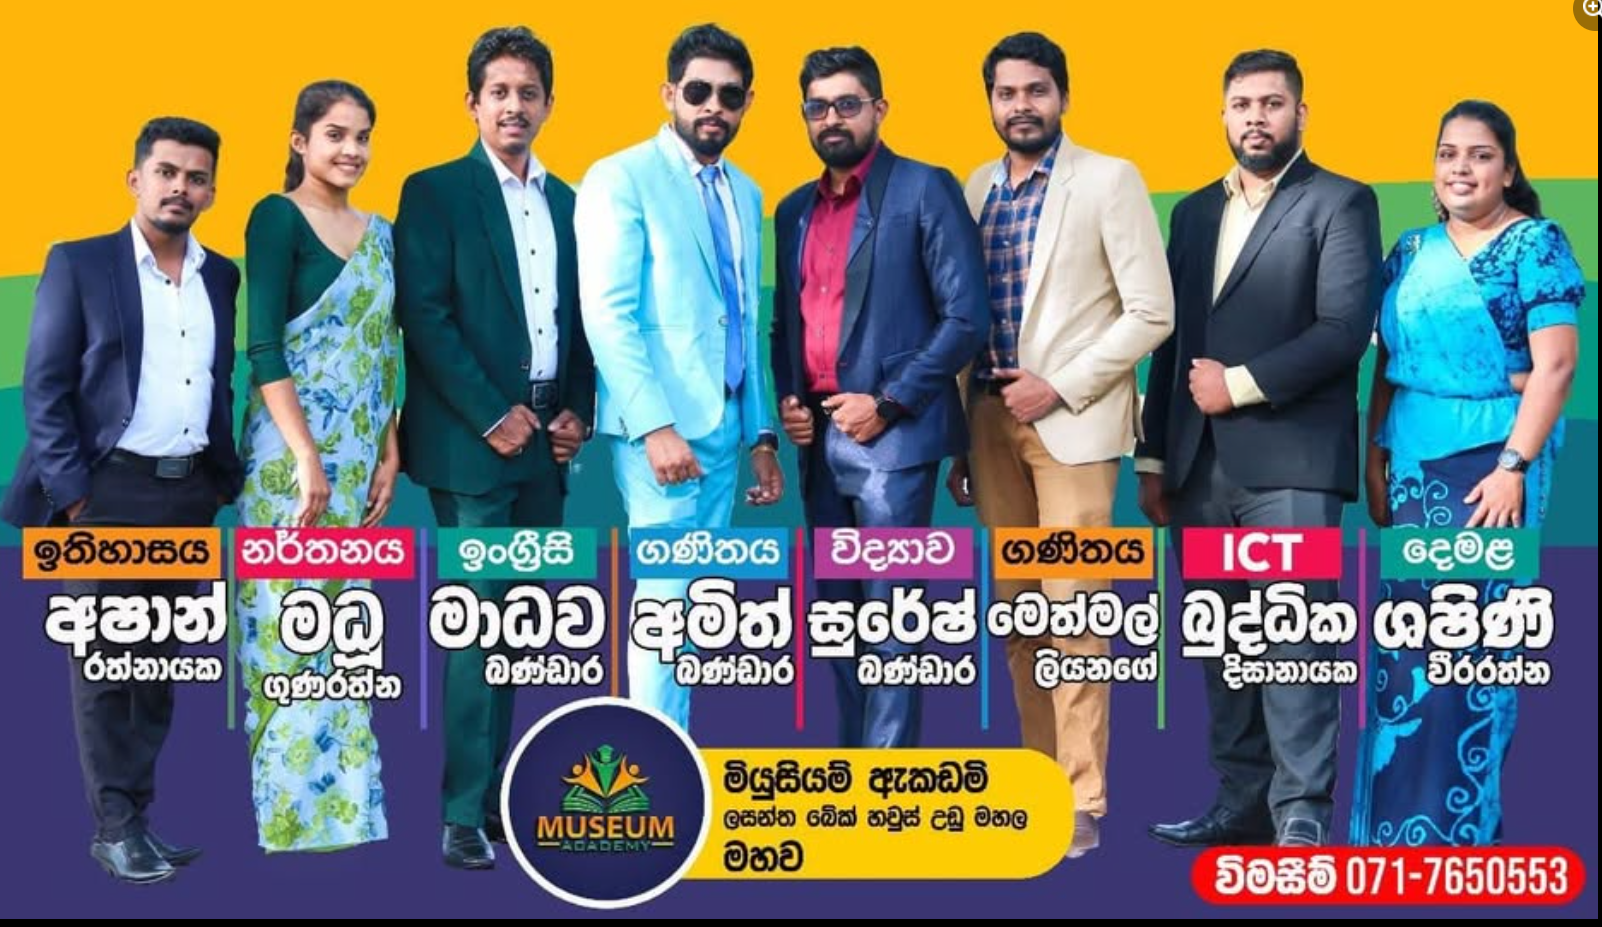 ඉතිහාසය
අෂාන්
රත්නායක
නර්තනය
මධූ
ගුණරත්න
ඉංග්‍රීසි
මාධව
බණ්ඩාර
ගණිතය
අමිත්
බණ්ඩාර
විද්‍යාව
සුරේෂ්
බණ්ඩාර
ගණිතය
මෙත්මල්
ලියනගේ
ICT
බුද්ධික
දිසානායක
දෙමළ
ශෂිණි
වීරරත්න
MUSEUM
ACADEMY
මියුසියම් ඇකඩමි
ලසන්ත බේක් හවුස් උඩු මහල
මහව
විමසීම් 071-7650553